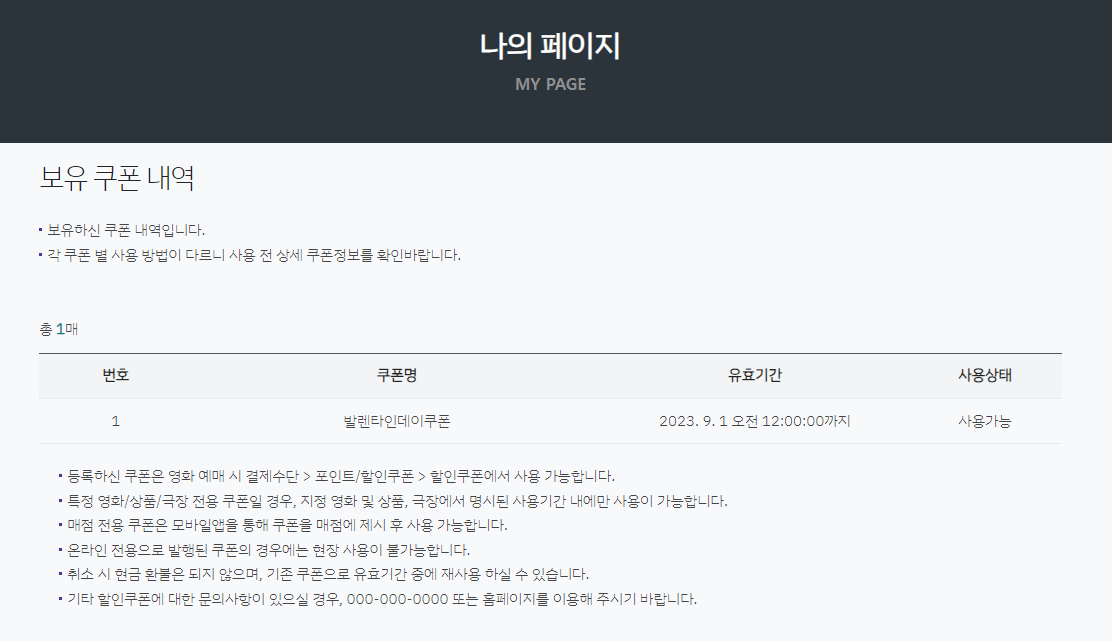 나의 페이지
MY PAGE
보유 쿠폰 내역
보유하신 쿠폰 내역입니다.
각 쿠폰 별 사용 방법이 다르니 사용 전 상세 쿠폰정보를 확인바랍니다.
총 1매
번호 쿠폰명 유효기간 사용상태
1 발렌타인데이쿠폰 2023. 9. 1 오전 12:00:00까지 사용가능
등록하신 쿠폰은 영화 예매 시 결제수단 > 포인트/할인쿠폰 > 할인쿠폰에서 사용 가능합니다.
특정 영화/상품/극장 전용 쿠폰일 경우, 지정 영화 및 상품, 극장에서 명시된 사용기간 내에만 사용이 가능합니다.
매점 전용 쿠폰은 모바일앱을 통해 쿠폰을 매점에 제시 후 사용 가능합니다.
온라인 전용으로 발행된 쿠폰의 경우에는 현장 사용이 불가능합니다.
취소 시 현금 환불은 되지 않으며, 기존 쿠폰으로 유효기간 중에 재사용 하실 수 있습니다.
기타 할인쿠폰에 대한 문의사항이 있으실 경우, 000-000-0000 또는 홈페이지를 이용해 주시기 바랍니다.